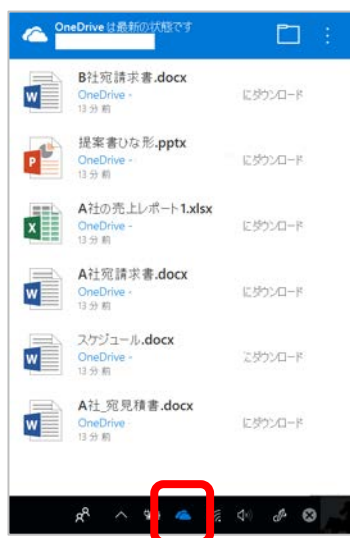 OneDrive は最新の状態です
B社宛請求書.docx
OneDrive -
にダウンロード
13 分前
提案書ひな形.pptx
OneDrive -
にダウンロード
13 分前
A社の売上レポート1.xlsx
OneDrive -
にダウンロード
13 分前
A社宛請求書.docx
OneDrive -
にダウンロード
13 分前
スケジュール.docx
OneDrive -
にダウンロード
13 分前
A社_宛見積書.docx
OneDrive
にダウンロード
13 分前